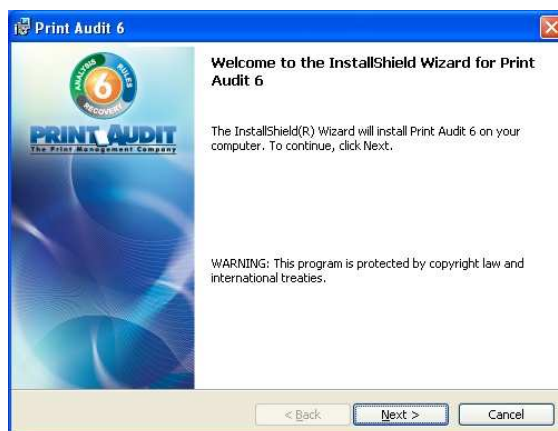 Print Audit 6
ANALYSIS
RULES
6
RECOVERY
PRINT AUDIT
The Print Management Company
Welcome to the InstallShield Wizard for Print
Audit 6
The InstallShield(R) Wizard will install Print Audit 6 on your
computer. To continue, click Next.
WARNING: This program is protected by copyright law and
international treaties.
< Back
Next >
Cancel